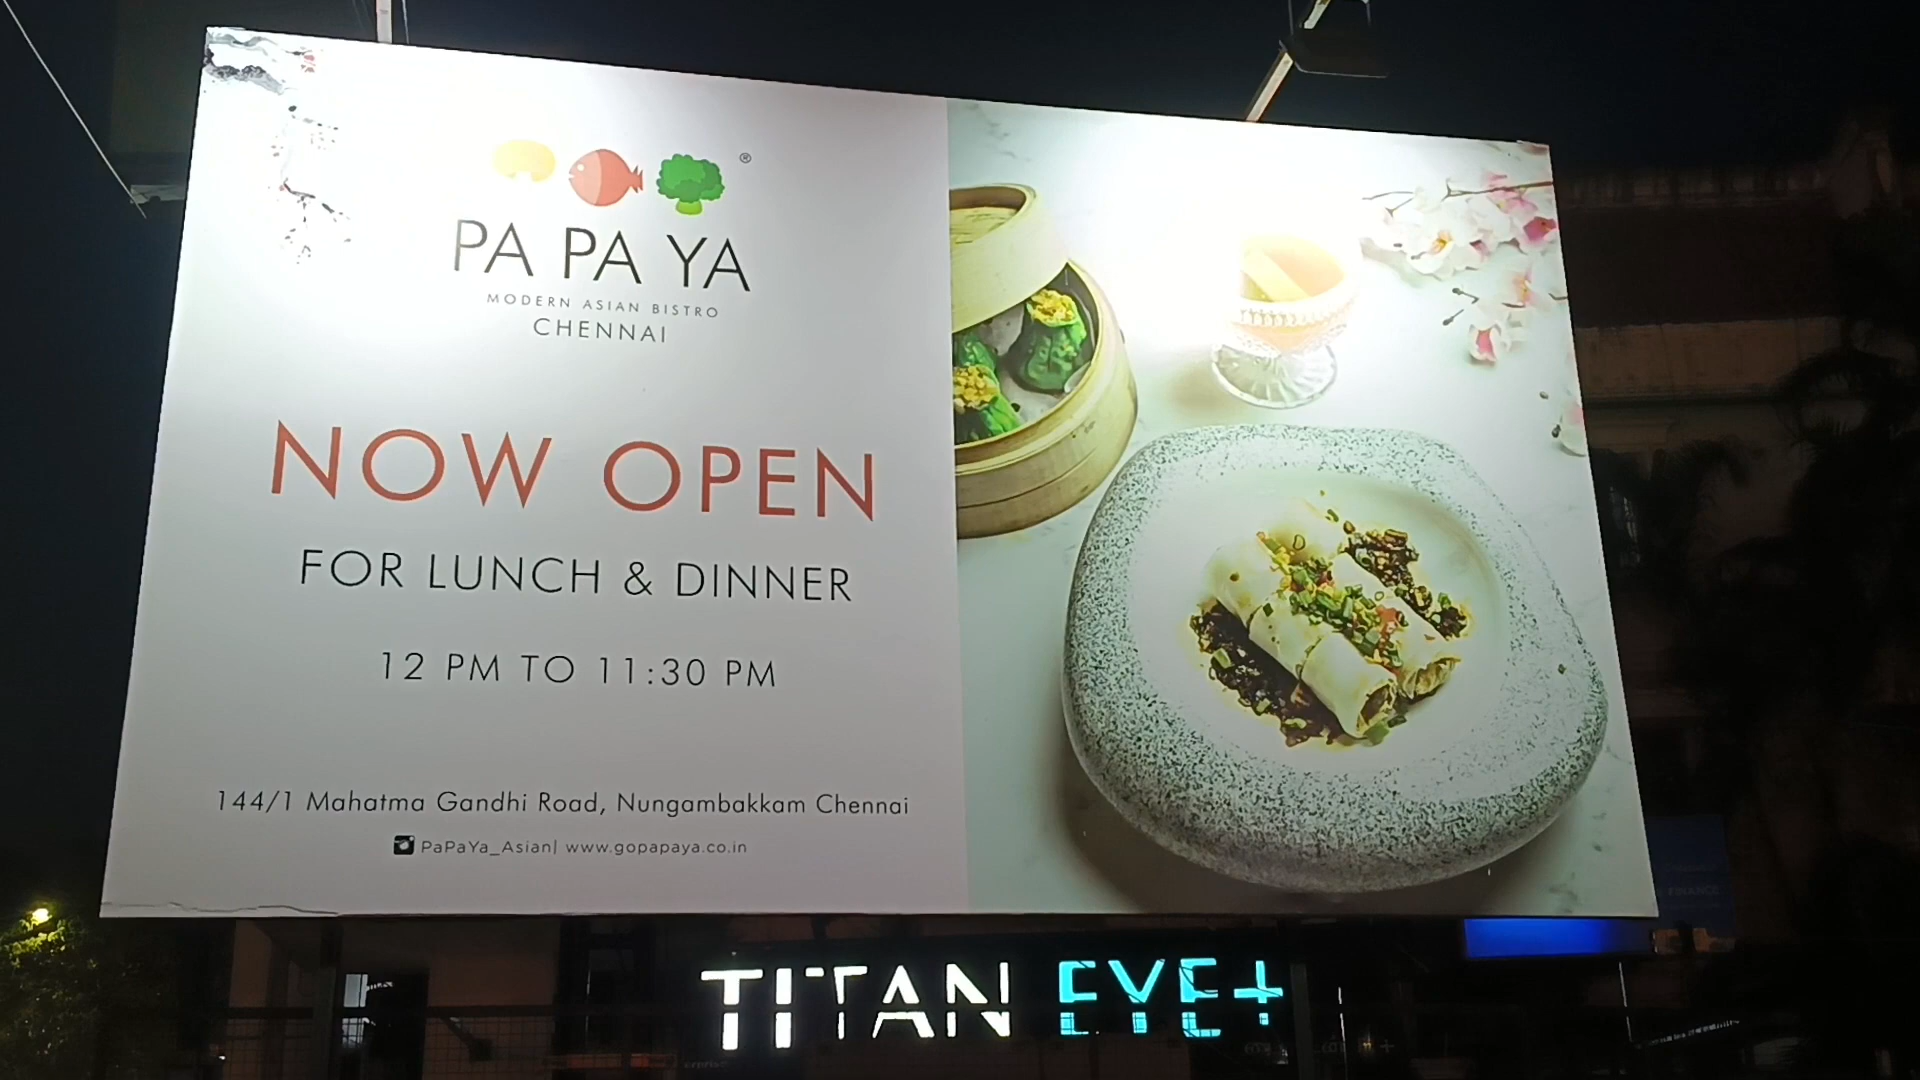 ®
PA PA YA
MODERN ASIAN BISTRO
CHENNAI
NOW OPEN
FOR LUNCH & DINNER
12 PM TO 11:30 PM
144/1 Mahatma Gandhi Road, Nungambakkam Chennai
PaPaYa_Asian| www.gopapaya.co.in
TITAN EYE+
FINANCE